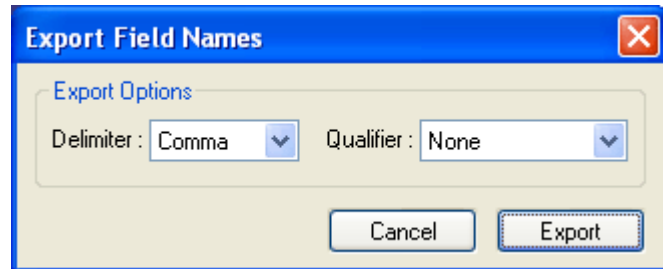 Export Field Names
Export Options
Delimiter : Comma Qualifier : None
Cancel Export